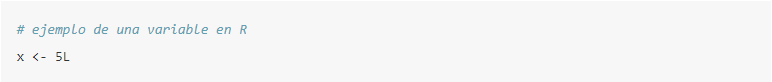 # ejemplo de una variable en R
x <- 5L